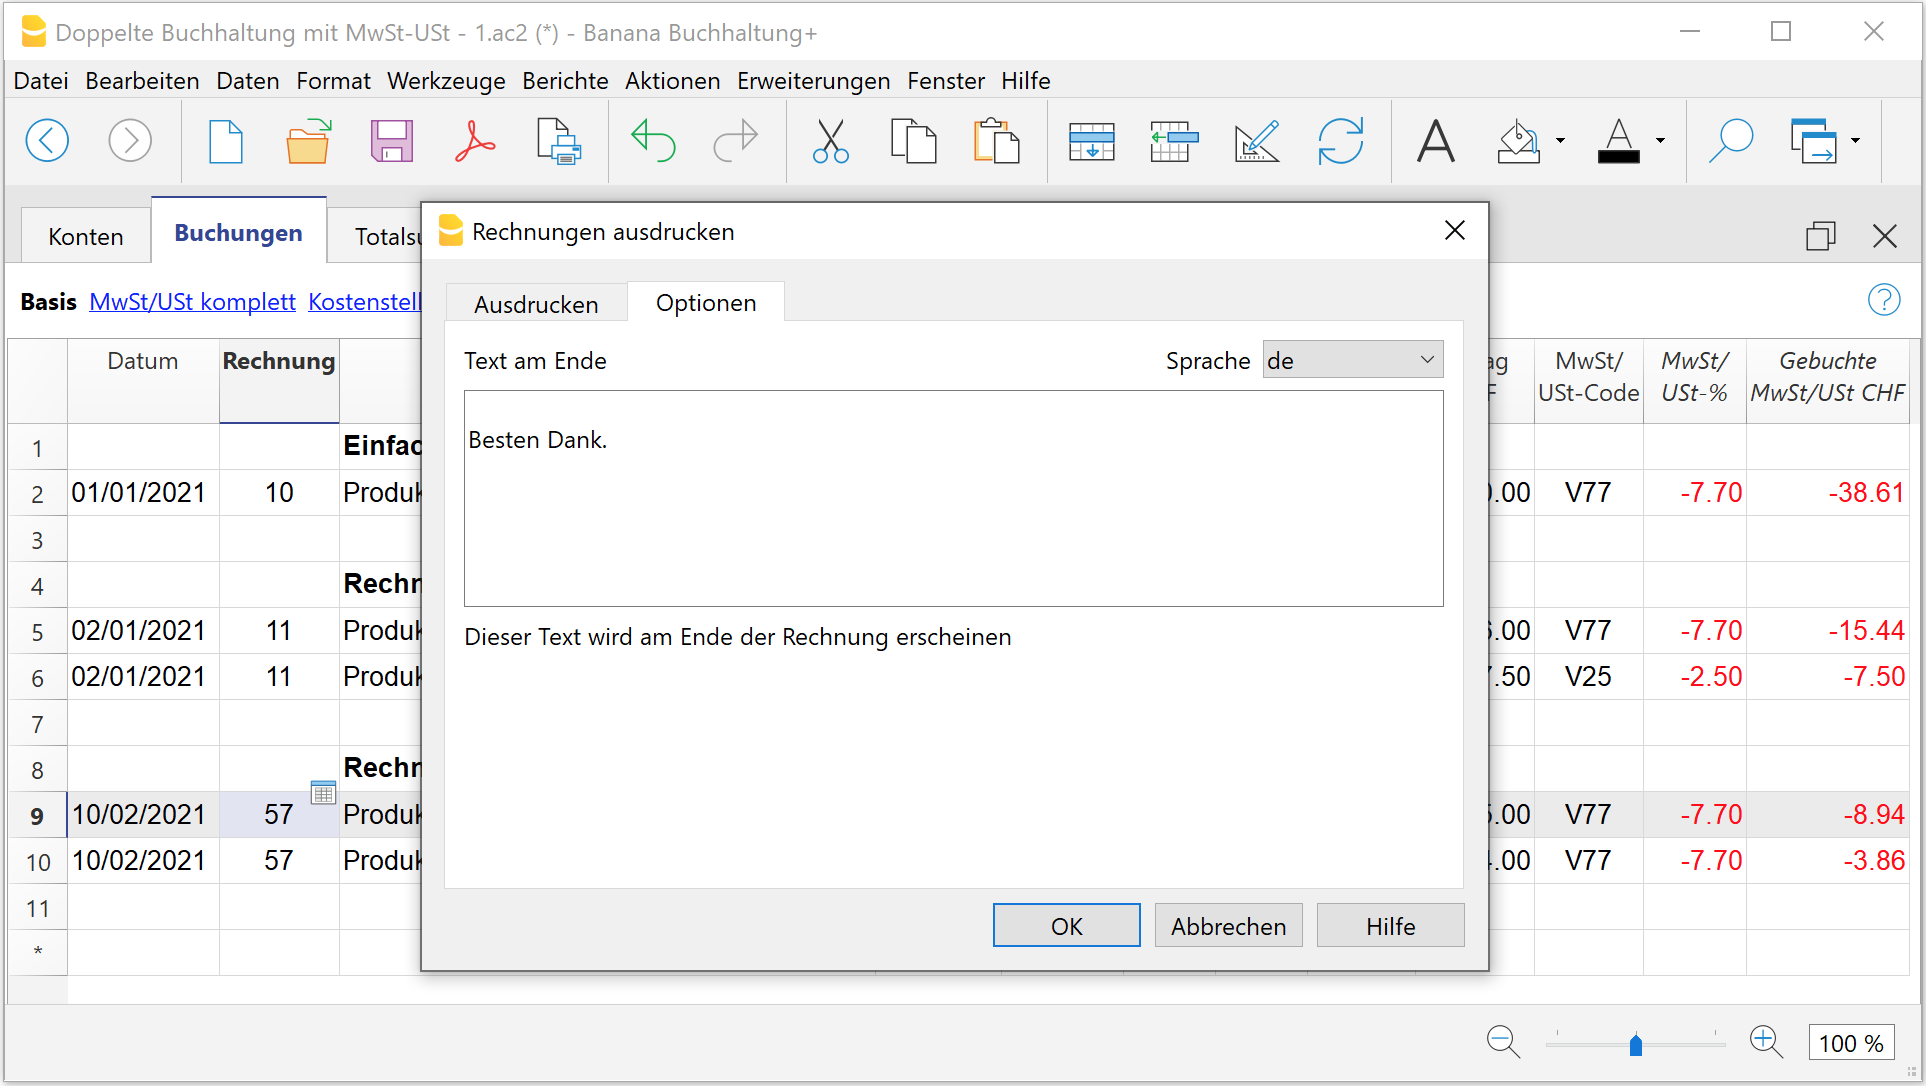 Doppelte Buchhaltung mit MwSt-USt - 1.ac2 (*) - Banana Buchhaltung+
Datei Bearbeiten Daten Format Werkzeuge Berichte Aktionen Erweiterungen Fenster Hilfe
Konten Buchungen Totalsu
Basis MwSt/USt komplett Kostenstell
Datum Rechnung ag F MwSt/ USt-Code MwSt/ USt-% Gebuchte MwSt/USt CHF
1 Einfac
2 01/01/2021 10 Produk 0.00 V77 -7.70 -38.61
3
4 Rechn
5 02/01/2021 11 Produk 6.00 V77 -7.70 -15.44
6 02/01/2021 11 Produk 7.50 V25 -2.50 -7.50
7
8 Rechn
9 10/02/2021 57 Produk 5.00 V77 -7.70 -8.94
10 10/02/2021 57 Produk .00 V77 -7.70 -3.86
11
*
Rechnungen ausdrucken
Ausdrucken Optionen
Text am Ende Sprache de
Besten Dank.
Dieser Text wird am Ende der Rechnung erscheinen
OK Abbrechen Hilfe
100 %